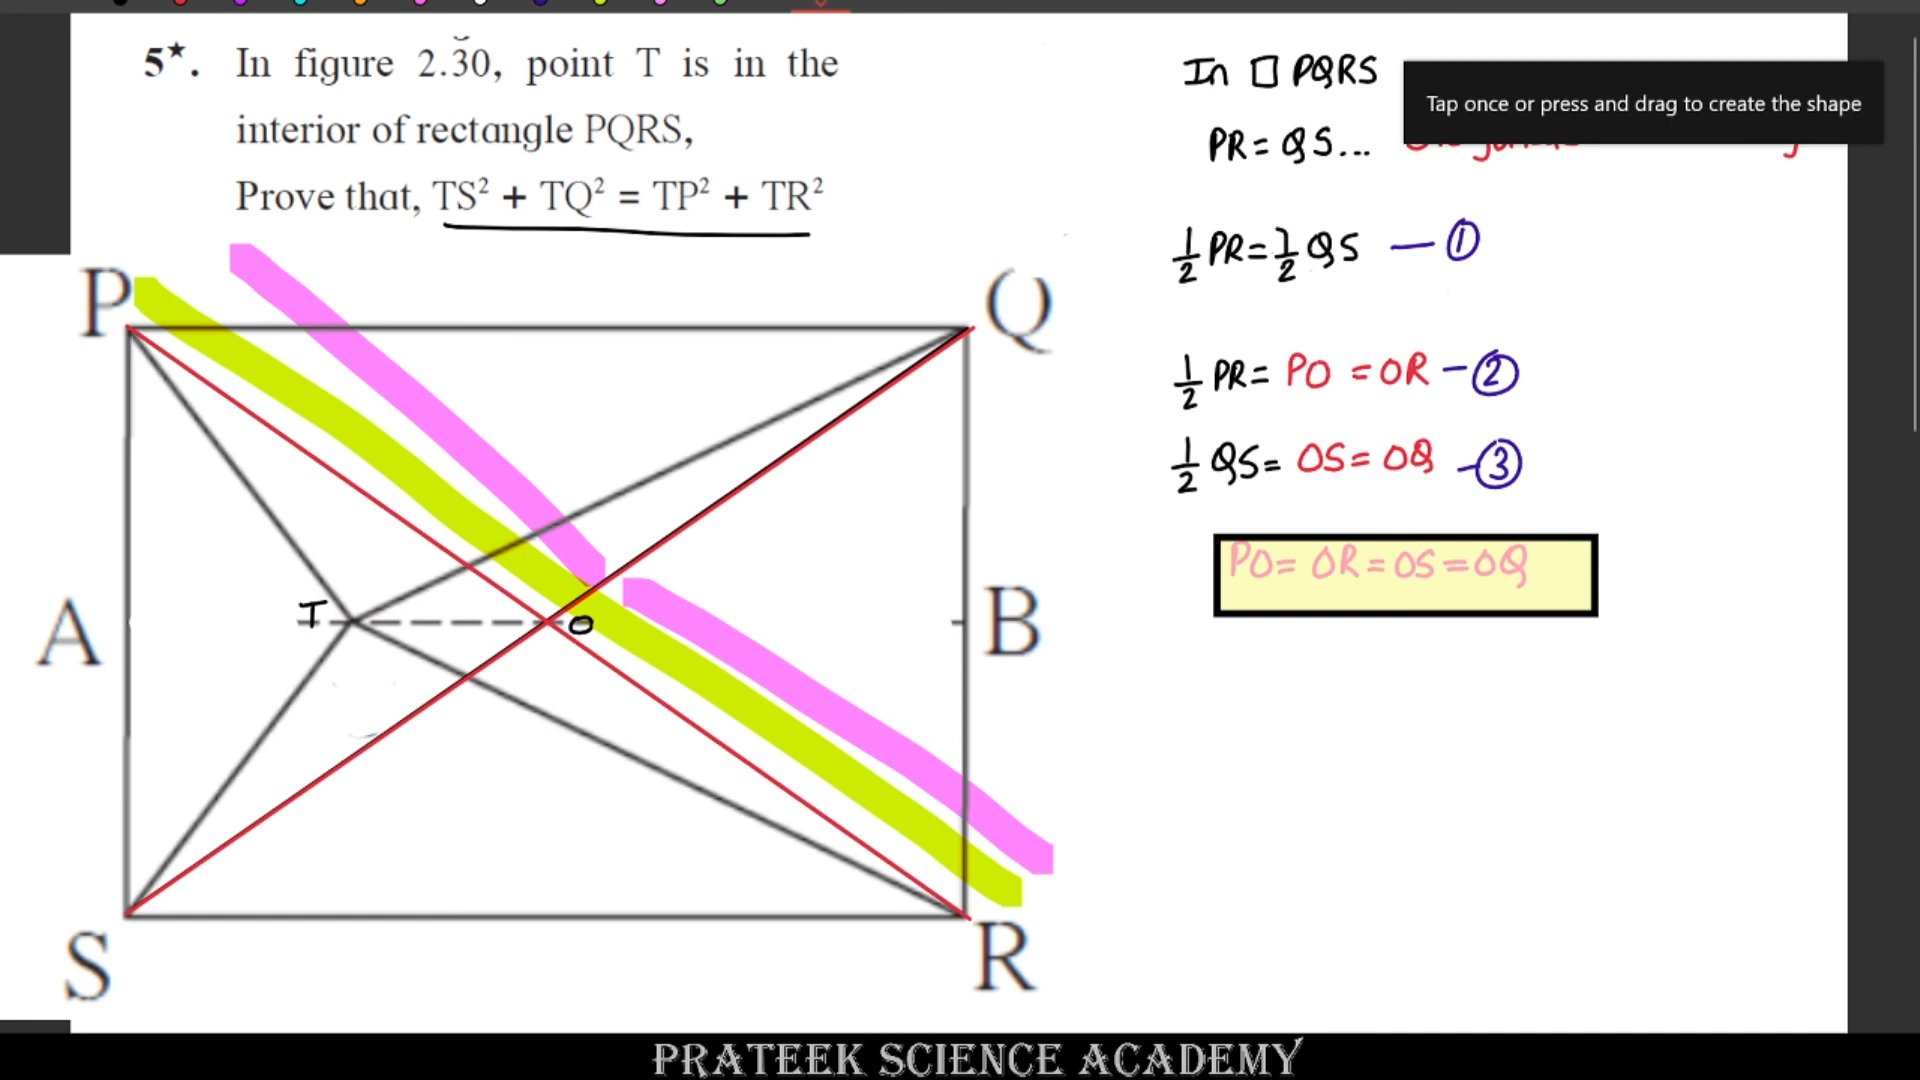 5★. In figure 2.30, point T is in the
interior of rectangle PQRS,
Prove that, TS² + TQ² = TP² + TR²
P
Q
A
T
O
B
S
R
In □ PQRS
Tap once or press and drag to create the shape
PR = QS...
1/2 PR = 1/2 QS — ①
1/2 PR = PO = OR - ②
1/2 QS = OS = OQ - ③
PO = OR = OS = OQ
PRATEEK SCIENCE ACADEMY